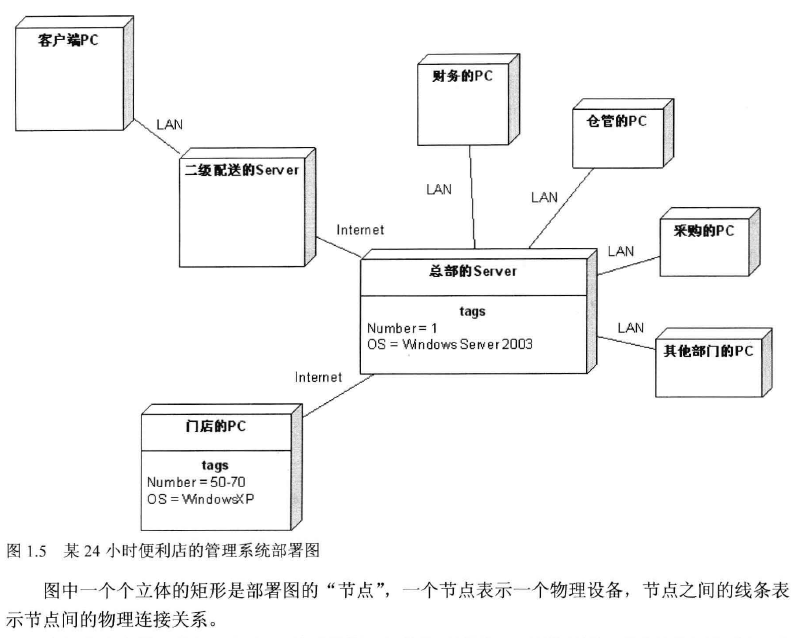 客户端PC
LAN
二级配送的Server
Internet
财务的PC
LAN
仓管的PC
LAN
采购的PC
LAN
其他部门的PC
LAN
总部的Server
tags
Number = 1
OS = Windows Server 2003
Internet
门店的PC
tags
Number = 50-70
OS = WindowsXP
图 1.5 某 24 小时便利店的管理系统部署图
图中一个个立体的矩形是部署图的“节点”，一个节点表示一个物理设备，节点之间的线条表
示节点间的物理连接关系。